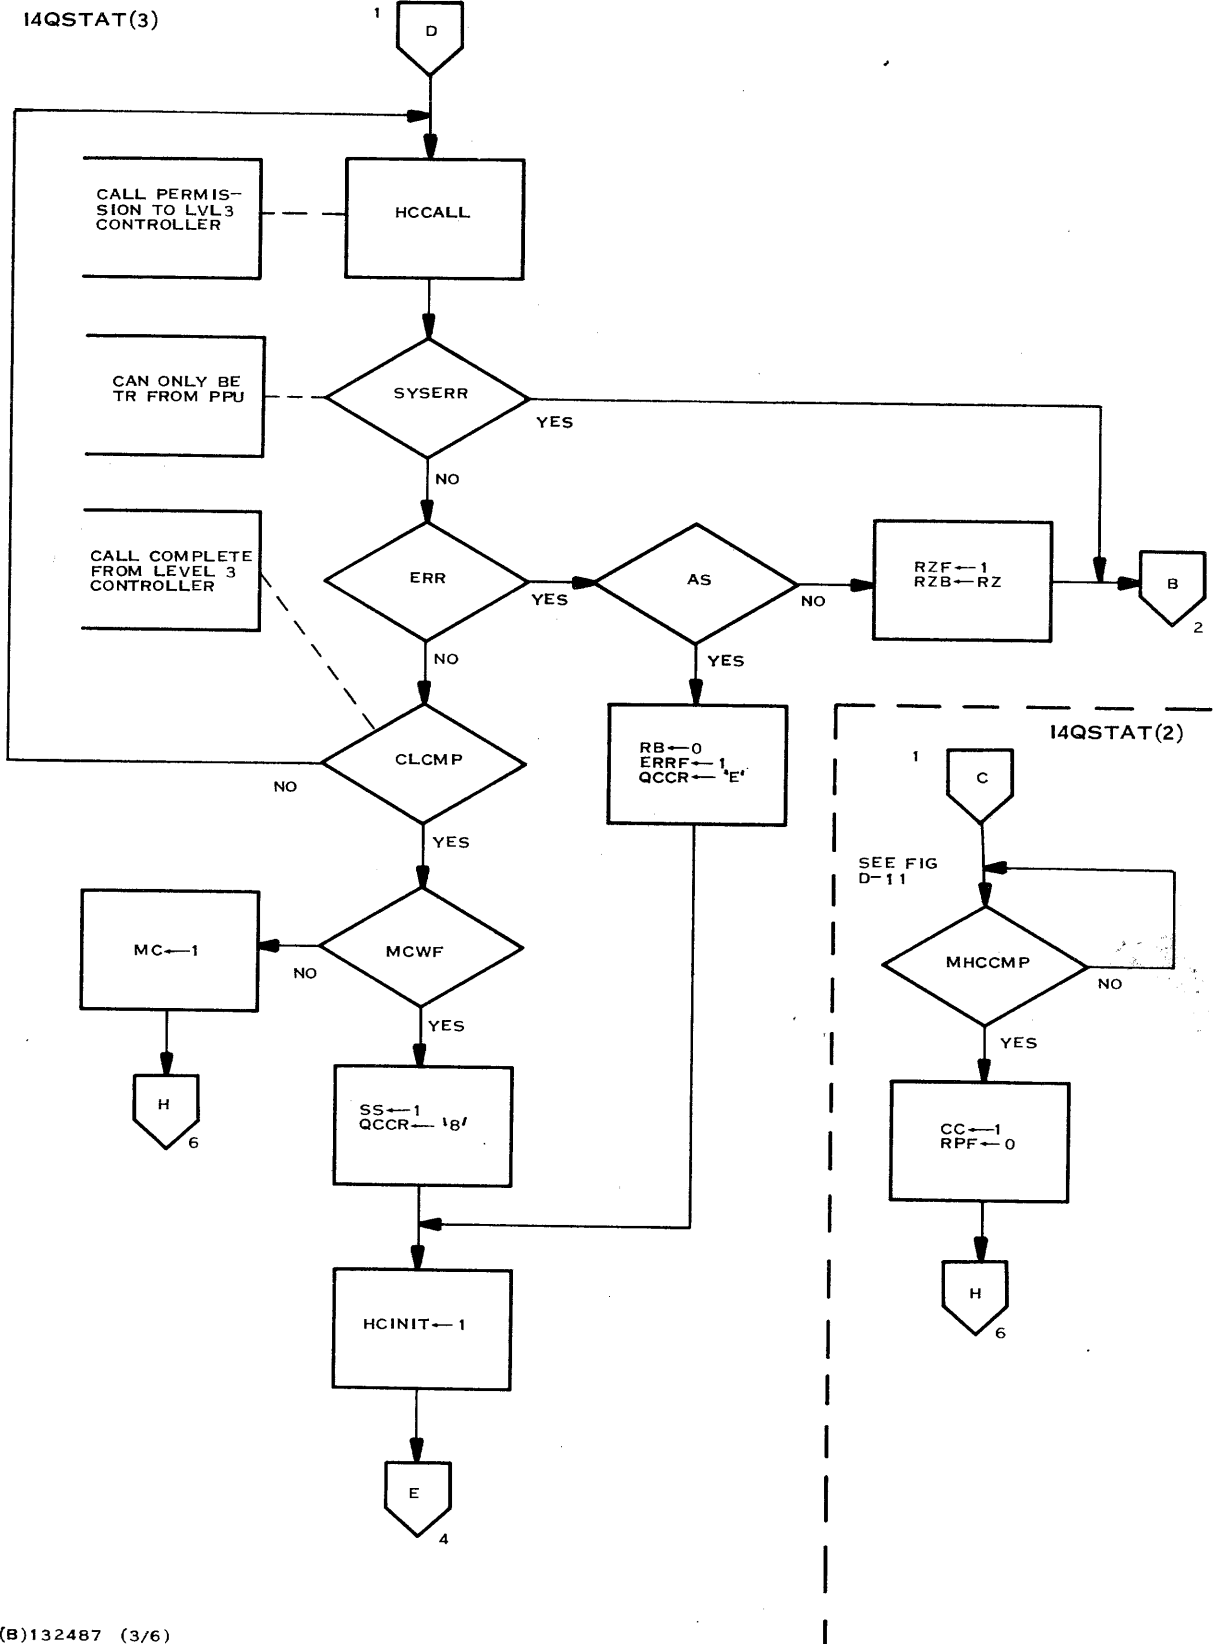 I4QSTAT(3)
1
D
CALL PERMIS-
SION TO LVL3
CONTROLLER
HCCALL
CAN ONLY BE
TR FROM PPU
SYSERR
YES
NO
CALL COMPLETE
FROM LEVEL 3
CONTROLLER
ERR
YES
NO
AS
NO
YES
RZF←1
RZB←RZ
B
2
CLCMP
NO
YES
RB←0
ERRF←1
QCCR←'E'
MCWF
NO
YES
MC←1
H
6
SS←1
QCCR←'8'
HCINIT←1
E
4
I4QSTAT(2)
1
C
SEE FIG
D-11
MHCCMP
NO
YES
CC←1
RPF←0
H
6
(B)132487 (3/6)